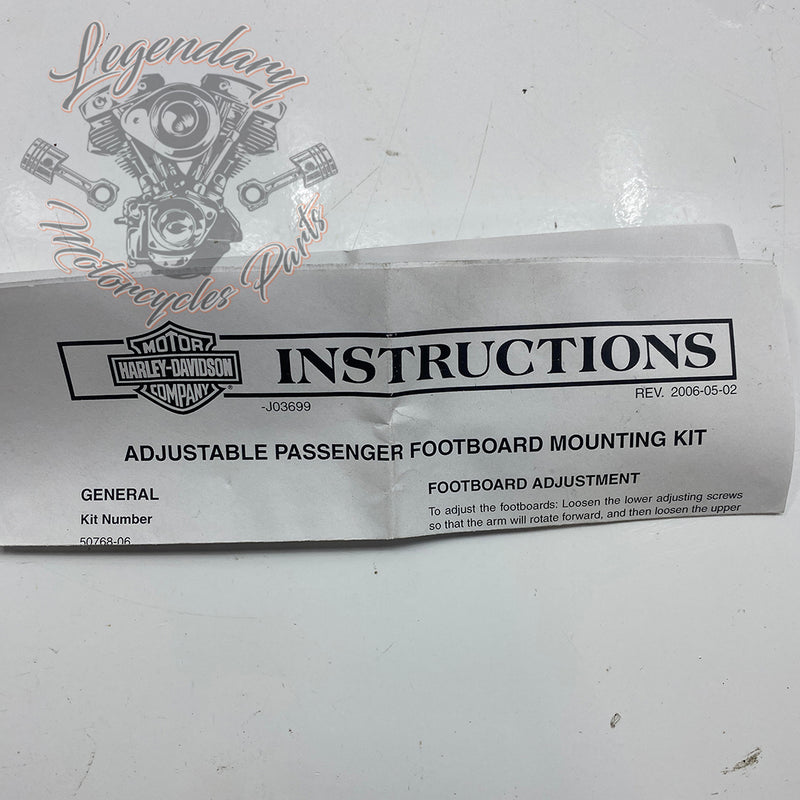 Legendary
Motorcycles Parts
MOTOR
HARLEY-DAVIDSON
COMPANY
®
INSTRUCTIONS
-J03699
REV. 2006-05-02
ADJUSTABLE PASSENGER FOOTBOARD MOUNTING KIT
GENERAL
Kit Number
50768-06
FOOTBOARD ADJUSTMENT
To adjust the footboards: Loosen the lower adjusting screws
so that the arm will rotate forward, and then loosen the upper